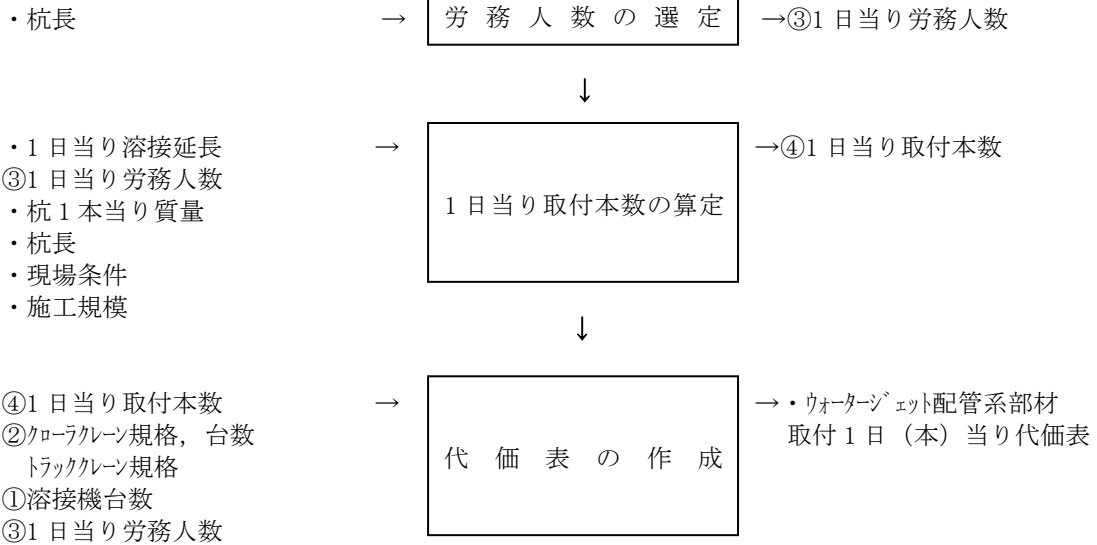 ・杭長 → 労務人数の選定 →③1日当り労務人数
↓
・1日当り溶接延長 → →④1日当り取付本数
③1日当り労務人数
・杭1本当り質量 1日当り取付本数の算定
・杭長
・現場条件
・施工規模
↓
④1日当り取付本数 → →・ｳｫｰﾀｰｼﾞｪｯﾄ配管系部材
②ｸﾛｰﾗｸﾚｰﾝ規格，台数 取付1日（本）当り代価表
ﾄﾗｯｸｸﾚｰﾝ規格 代価表の作成
①溶接機台数
③1日当り労務人数